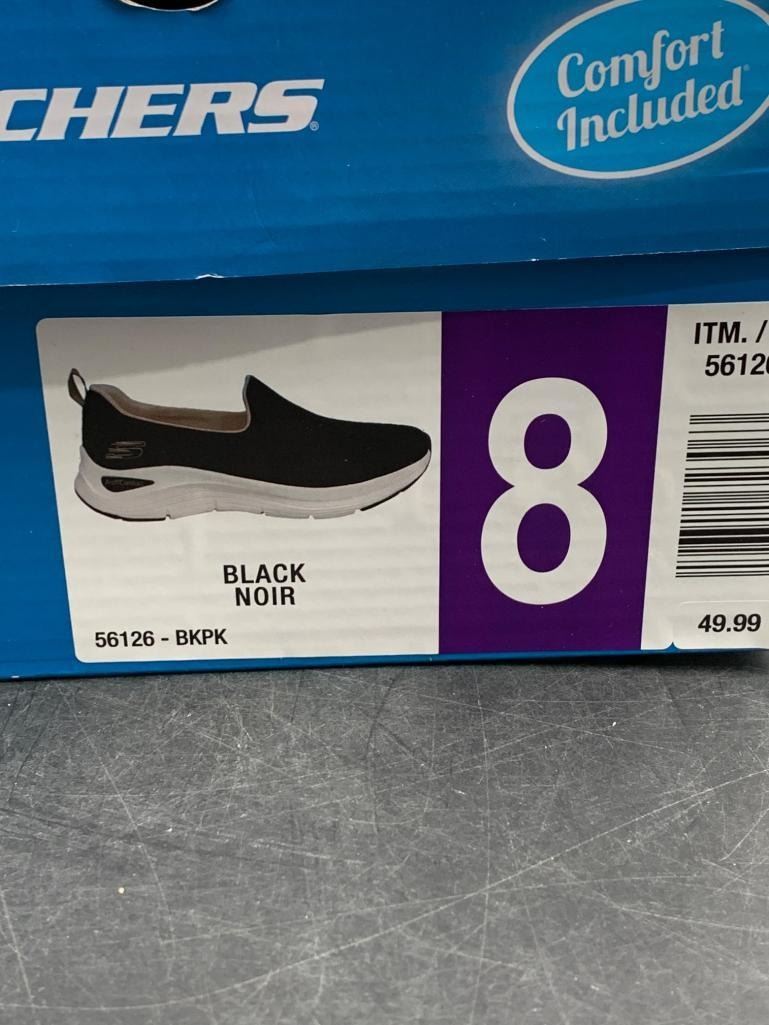 CHERS®
Comfort
Included
BLACK
NOIR
56126 - BKPK
8
ITM. /
5612
49.99